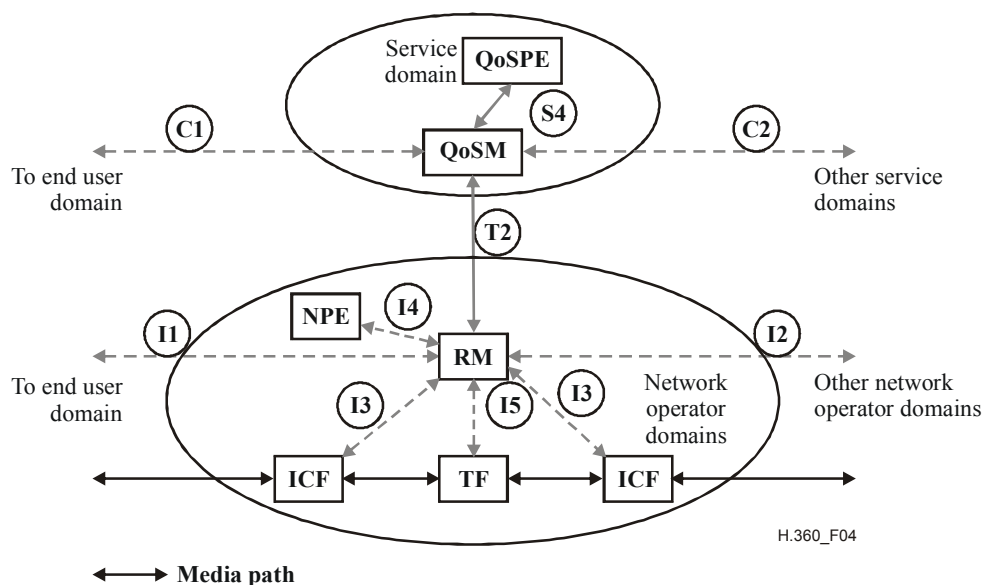 Service
domain
QoSPE
S4
C1
C2
QoSM
To end user
domain
Other service
domains
T2
NPE
I4
I1
I2
RM
To end user
domain
I3
I5
I3
Network
operator
domains
Other network
operator domains
ICF
TF
ICF
H.360_F04
Media path